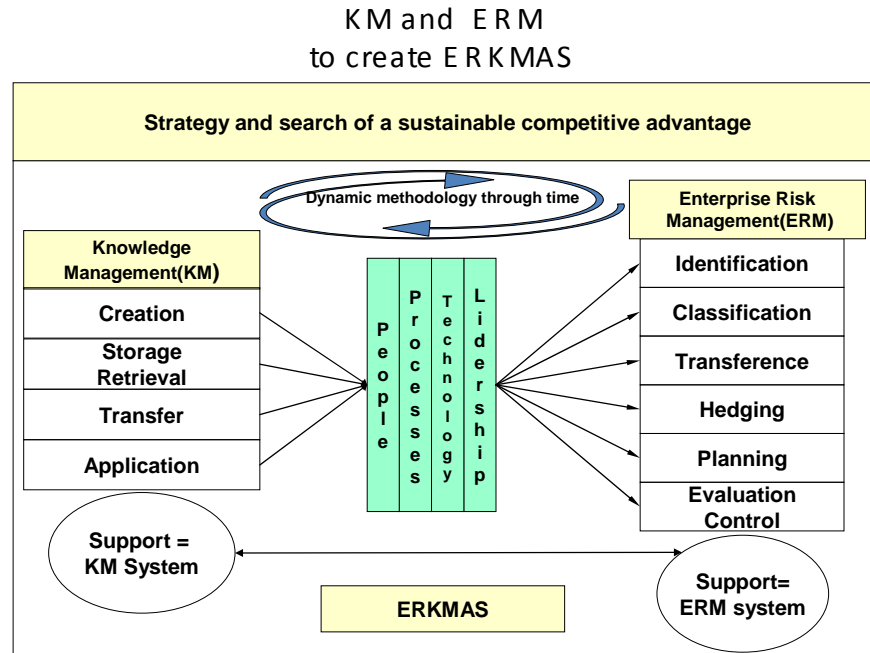 KM and ERM
to create ERKMAS
Strategy and search of a sustainable competitive advantage
Dynamic methodology through time
Knowledge
Management(KM)
Creation
Storage
Retrieval
Transfer
Application
Support =
KM System
People
Processes
Technology
Lidership
Enterprise Risk
Management(ERM)
Identification
Classification
Transference
Hedging
Planning
Evaluation
Control
Support=
ERM system
ERKMAS